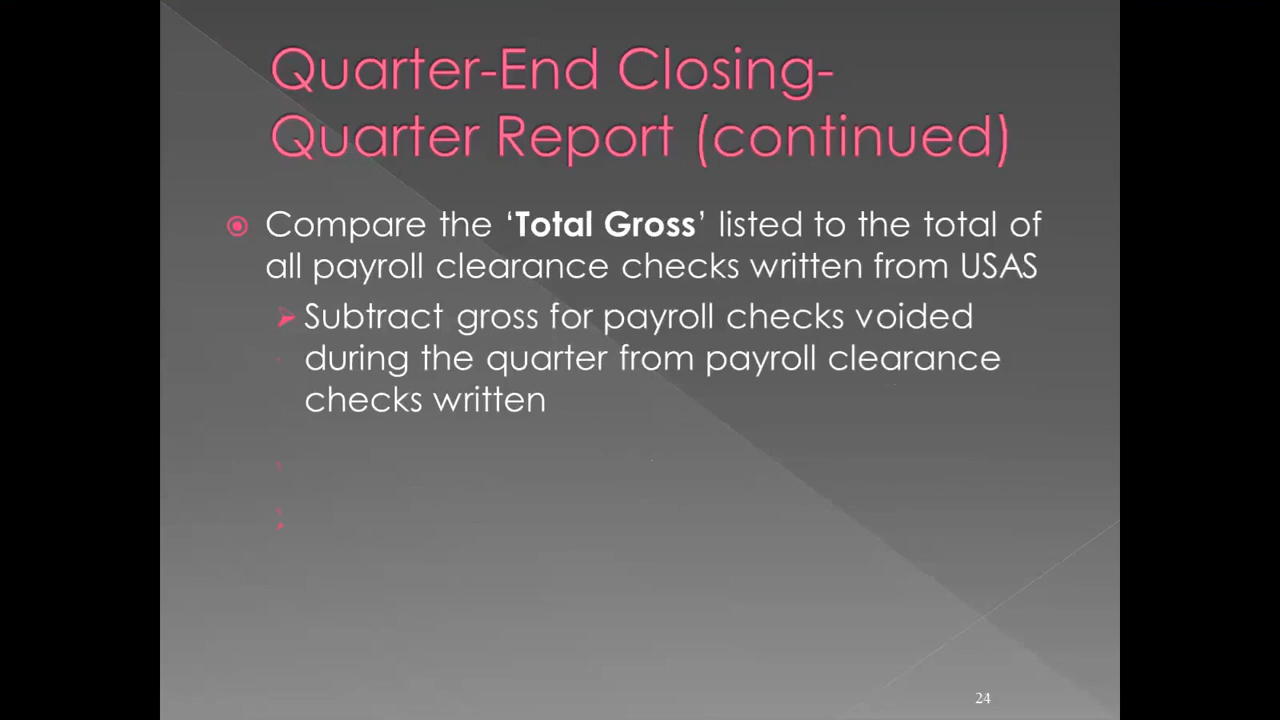 Quarter-End Closing-
Quarter Report (continued)
Compare the ‘Total Gross’ listed to the total of
all payroll clearance checks written from USAS
Subtract gross for payroll checks voided
during the quarter from payroll clearance
checks written
24